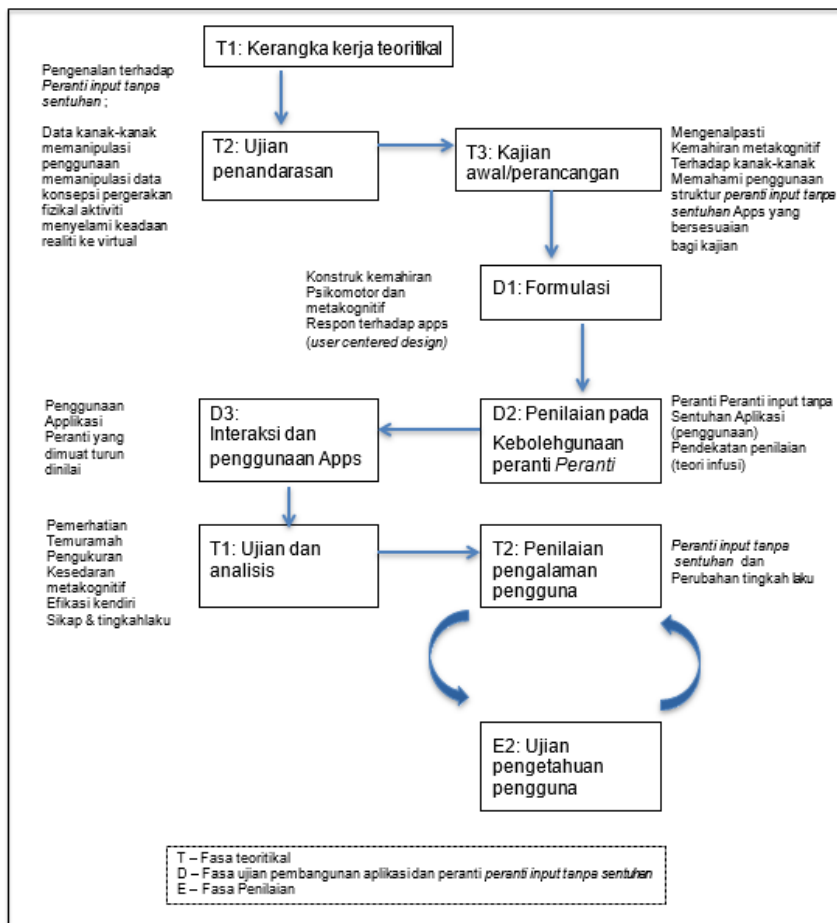 T1: Kerangka kerja teoritikal
Pengenalan terhadap
Peranti input tanpa
sentuhan ;
Data kanak-kanak
memanipulasi
penggunaan
memanipulasi data
konsepsi pergerakan
fizikal aktiviti
menyelami keadaan
realiti ke virtual
T2: Ujian
penandarasan
T3: Kajian
awal/perancangan
Mengenalpasti
Kemahiran metakognitif
Terhadap kanak-kanak
Memahami penggunaan
struktur peranti input tanpa
sentuhan Apps yang
bersesuaian
bagi kajian
Konstruk kemahiran
Psikomotor dan
metakognitif
Respon terhadap apps
(user centered design)
D1: Formulasi
Penggunaan
Applikasi
Peranti yang
dimuat turun
dinilai
D3:
Interaksi dan
penggunaan Apps
D2: Penilaian pada
Kebolehgunaan
peranti Peranti
Peranti Peranti input tanpa
Sentuhan Aplikasi
(penggunaan)
Pendekatan penilaian
(teori infusi)
Pemerhatian
Temuramah
Pengukuran
Kesedaran
metakognitif
Efikasi kendiri
Sikap & tingkahlaku
T1: Ujian dan
analisis
T2: Penilaian
pengalaman
pengguna
Peranti input tanpa
sentuhan dan
Perubahan tingkah laku
E2: Ujian
pengetahuan
pengguna
T – Fasa teoritikal
D – Fasa ujian pembangunan aplikasi dan peranti peranti input tanpa sentuhan
E – Fasa Penilaian